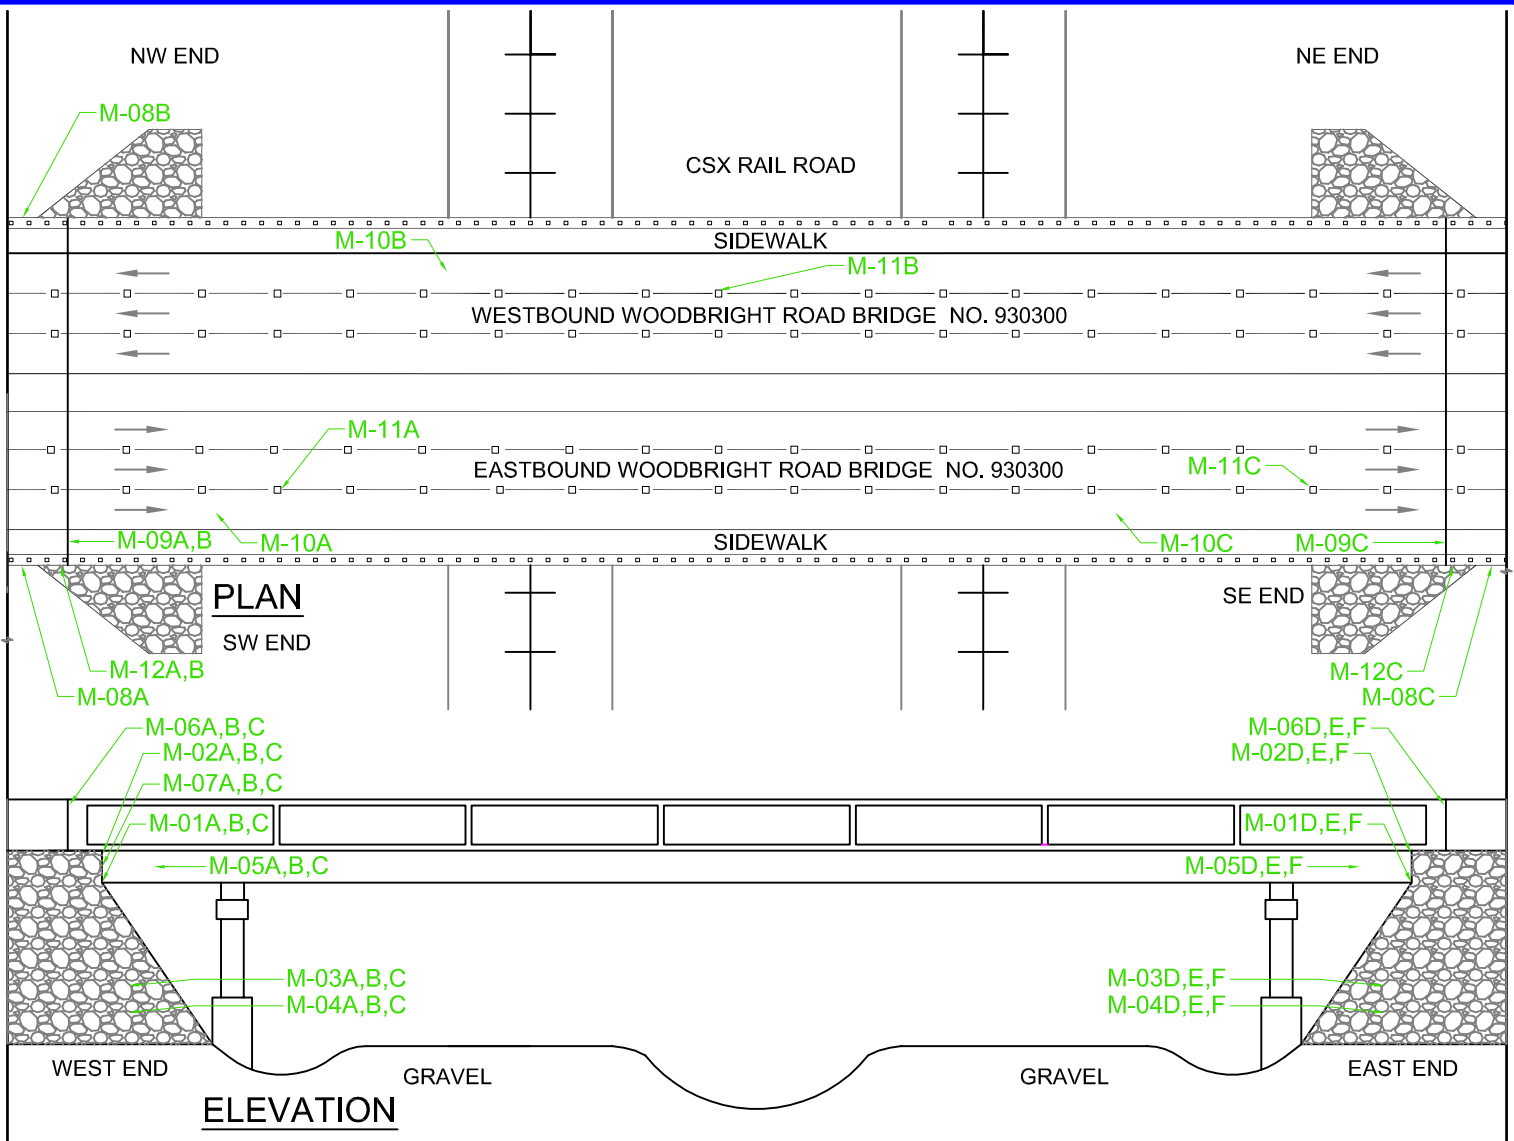 NW END
NE END
M-08B
CSX RAIL ROAD
M-10B
SIDEWALK
M-11B
WESTBOUND WOODBRIGHT ROAD BRIDGE NO. 930300
M-11A
EASTBOUND WOODBRIGHT ROAD BRIDGE NO. 930300
M-11C
M-09A,B
M-10A
SIDEWALK
M-10C
M-09C
PLAN
SE END
SW END
M-12A,B
M-12C
M-08A
M-08C
M-06A,B,C
M-06D,E,F
M-02A,B,C
M-02D,E,F
M-07A,B,C
M-01A,B,C
M-01D,E,F
M-05A,B,C
M-05D,E,F
M-03A,B,C
M-03D,E,F
M-04A,B,C
M-04D,E,F
WEST END
GRAVEL
GRAVEL
EAST END
ELEVATION